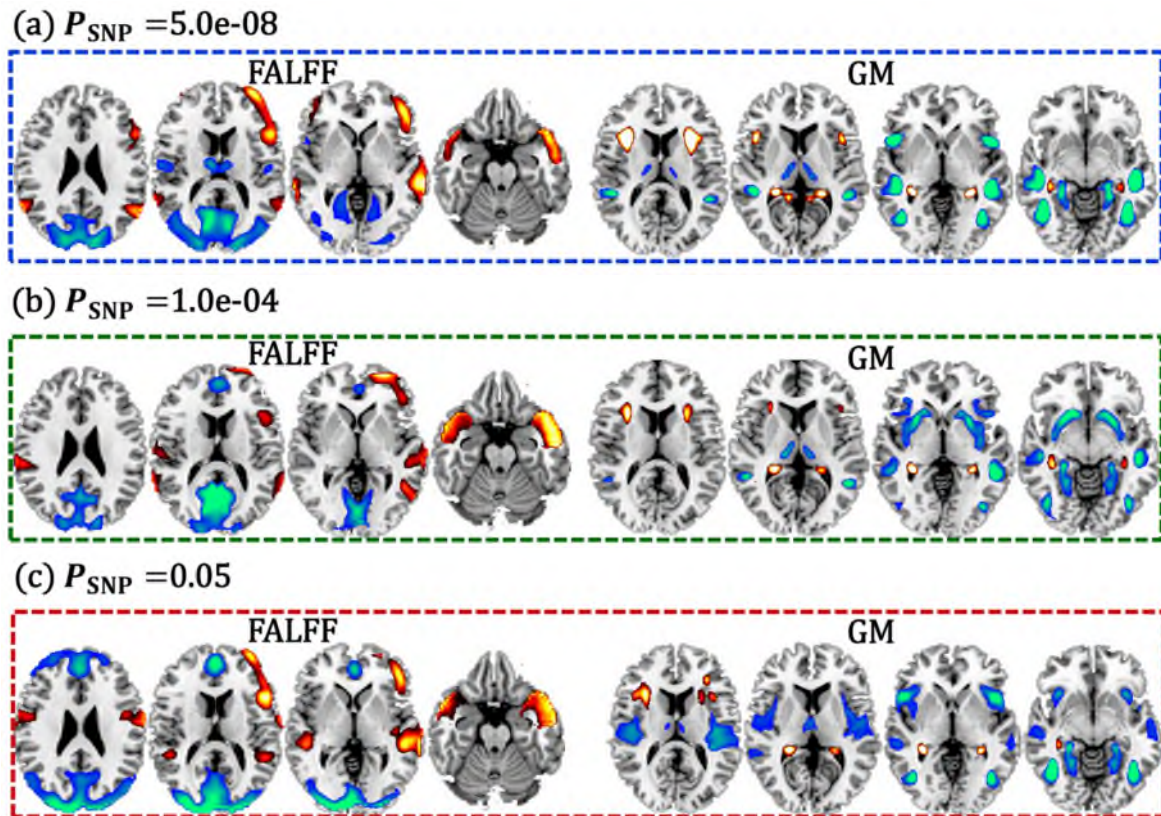 (a) P_SNP =5.0e-08
FALFF GM
(b) P_SNP =1.0e-04
FALFF GM
(c) P_SNP =0.05
FALFF GM